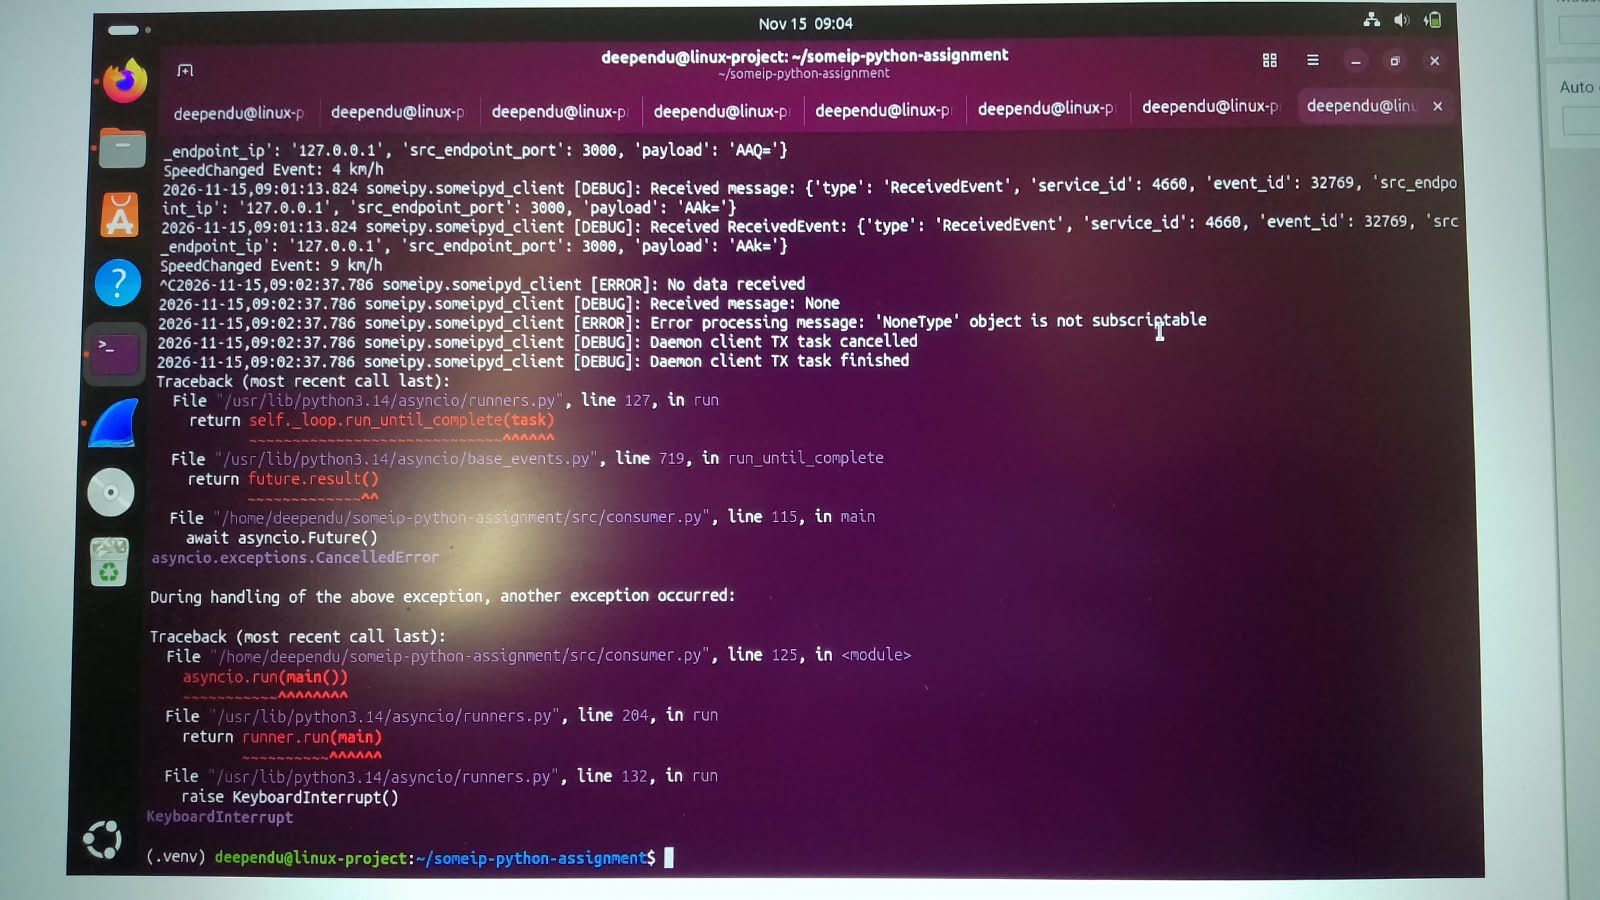 Nov 15 09:04
deependu@linux-project: ~/someip-python-assignment
~/someip-python-assignment
deependu@linux-p deependu@linux-p deependu@linux-p deependu@linux-p deependu@linux-p deependu@linux-p deependu@linux-p deependu@linu
_endpoint_ip': '127.0.0.1', 'src_endpoint_port': 3000, 'payload': 'AAQ='}
SpeedChanged Event: 4 km/h
2026-11-15,09:01:13.824 someipy.someipyd_client [DEBUG]: Received message: {'type': 'ReceivedEvent', 'service_id': 4660, 'event_id': 32769, 'src_endpo
int_ip': '127.0.0.1', 'src_endpoint_port': 3000, 'payload': 'AAk='}
2026-11-15,09:01:13.824 someipy.someipyd_client [DEBUG]: Received ReceivedEvent: {'type': 'ReceivedEvent', 'service_id': 4660, 'event_id': 32769, 'src
_endpoint_ip': '127.0.0.1', 'src_endpoint_port': 3000, 'payload': 'AAk='}
SpeedChanged Event: 9 km/h
^C2026-11-15,09:02:37.786 someipy.someipyd_client [ERROR]: No data received
2026-11-15,09:02:37.786 someipy.someipyd_client [DEBUG]: Received message: None
2026-11-15,09:02:37.786 someipy.someipyd_client [ERROR]: Error processing message: 'NoneType' object is not subscriptable
2026-11-15,09:02:37.786 someipy.someipyd_client [DEBUG]: Daemon client TX task cancelled
2026-11-15,09:02:37.786 someipy.someipyd_client [DEBUG]: Daemon client TX task finished
Traceback (most recent call last):
File "/usr/lib/python3.14/asyncio/runners.py", line 127, in run
return self._loop.run_until_complete(task)
~~~~~~~~~~~~~~~~~~~~~~~~~~~~~^^^^^^
File "/usr/lib/python3.14/asyncio/base_events.py", line 719, in run_until_complete
return future.result()
~~~~~~~~~~~~~^^
File "/home/deependu/someip-python-assignment/src/consumer.py", line 115, in main
await asyncio.Future()
asyncio.exceptions.CancelledError
During handling of the above exception, another exception occurred:
Traceback (most recent call last):
File "/home/deependu/someip-python-assignment/src/consumer.py", line 125, in <module>
asyncio.run(main())
~~~~~~~~~~~^^^^^^^^
File "/usr/lib/python3.14/asyncio/runners.py", line 204, in run
return runner.run(main)
~~~~~~~~~~^^^^^^
File "/usr/lib/python3.14/asyncio/runners.py", line 132, in run
raise KeyboardInterrupt()
KeyboardInterrupt
(.venv) deependu@linux-project:~/someip-python-assignment$
Auto